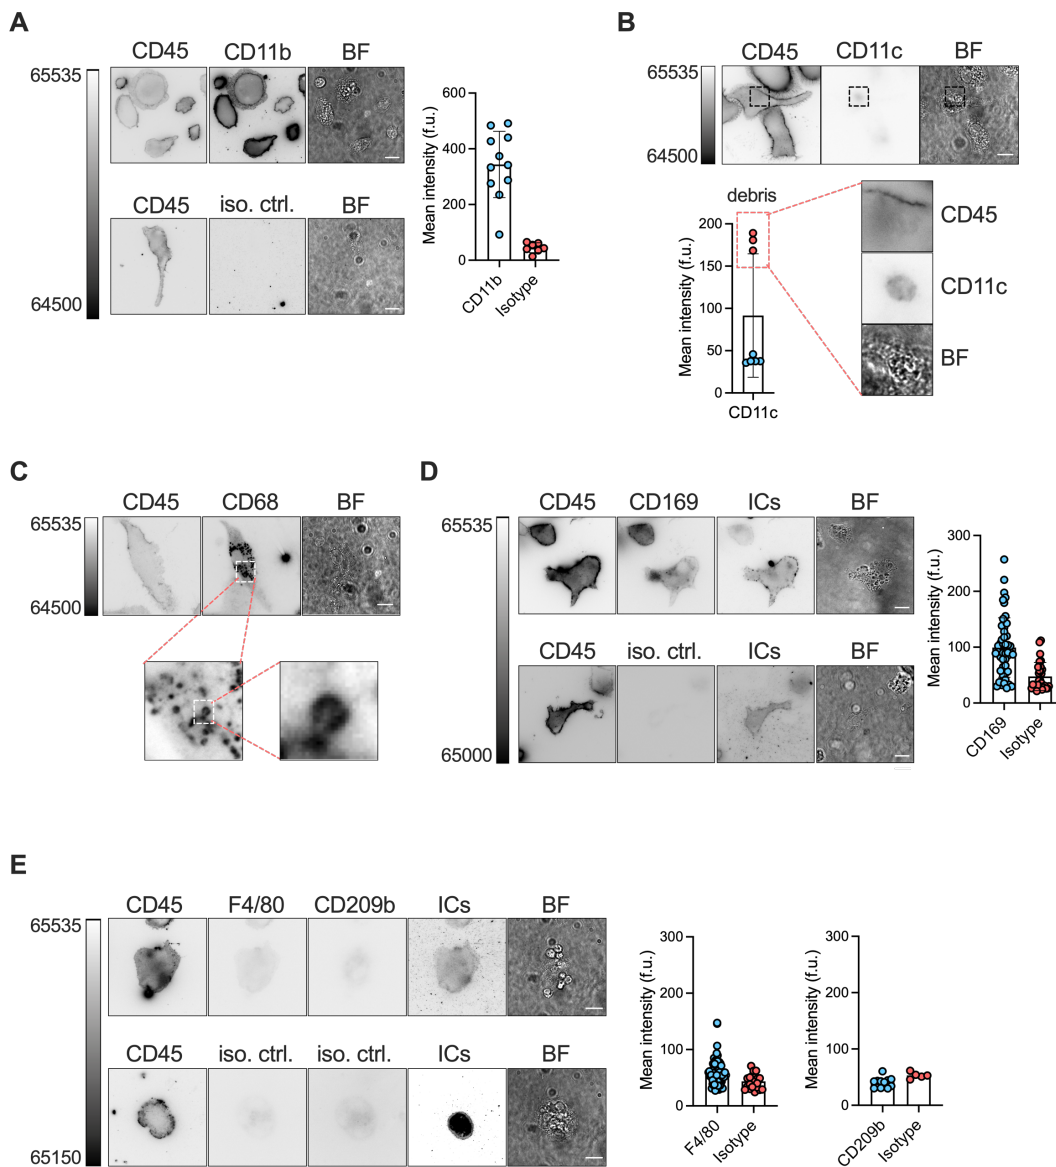 A
CD45 CD11b BF
65535
64500
CD45 iso. ctrl. BF
Mean intensity (f.u.)
600
400
200
0
CD11b Isotype
B
CD45 CD11c BF
65535
64500
debris
Mean intensity (f.u.)
200
150
100
50
0
CD11c
CD45
CD11c
BF
C
CD45 CD68 BF
65535
64500
D
CD45 CD169 ICs BF
65535
65000
CD45 iso. ctrl. ICs BF
Mean intensity (f.u.)
300
200
100
0
CD169 Isotype
E
CD45 F4/80 CD209b ICs BF
65535
65150
CD45 iso. ctrl. iso. ctrl. ICs BF
Mean intensity (f.u.)
300
200
100
0
F4/80 Isotype
Mean intensity (f.u.)
300
200
100
0
CD209b Isotype